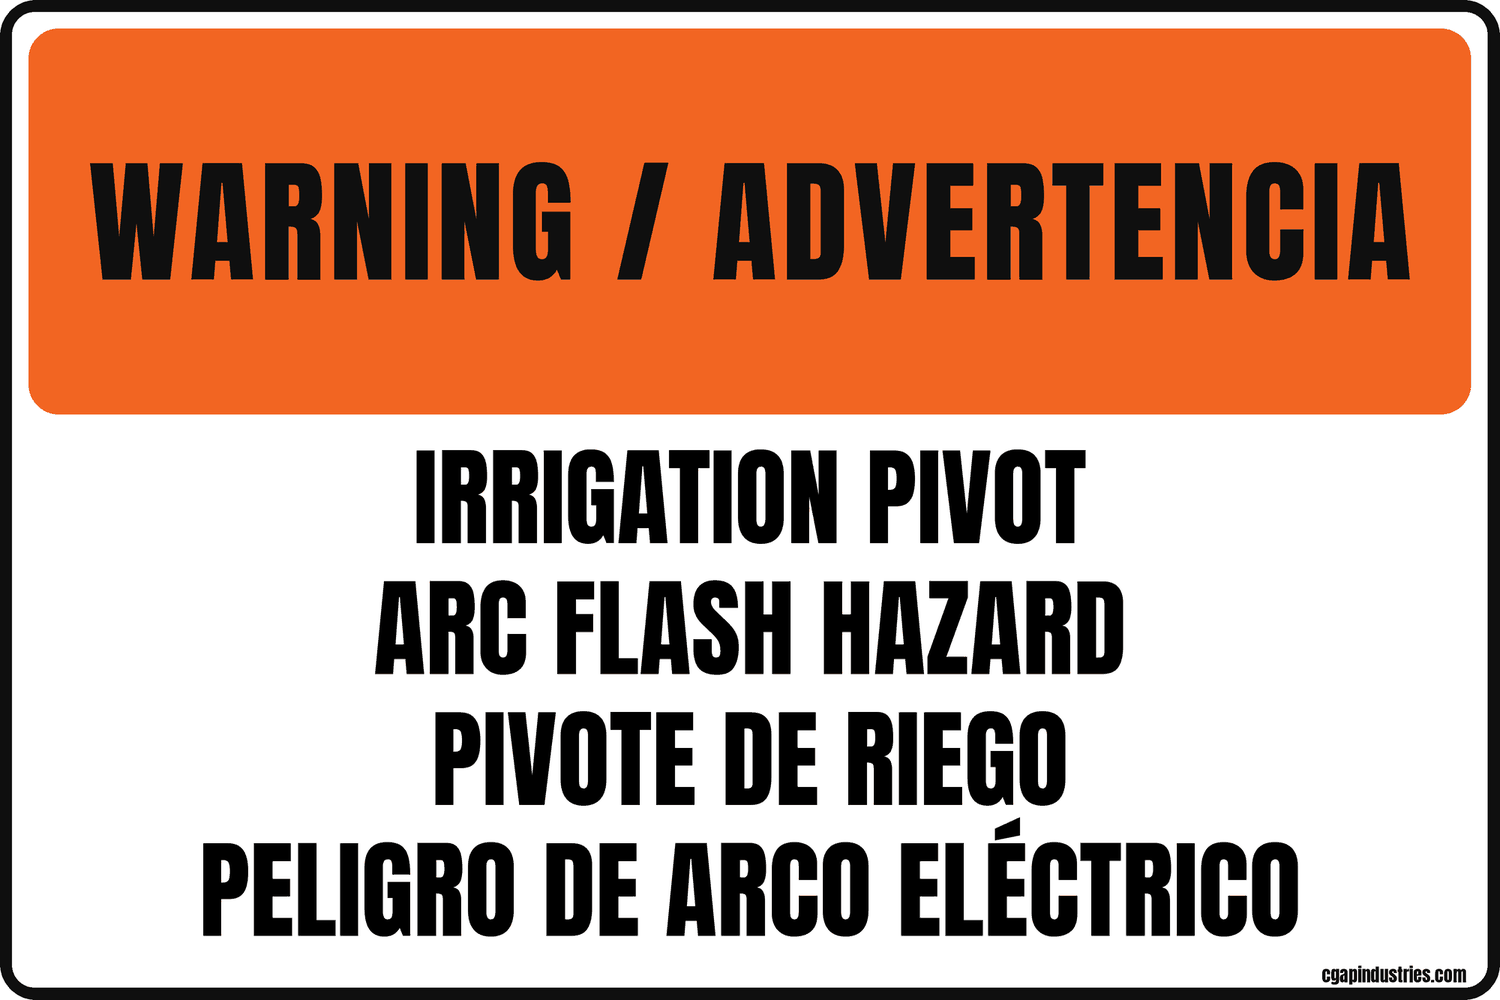 WARNING / ADVERTENCIA
IRRIGATION PIVOT
ARC FLASH HAZARD
PIVOTE DE RIEGO
PELIGRO DE ARCO ELÉCTRICO
cgapindustries.com